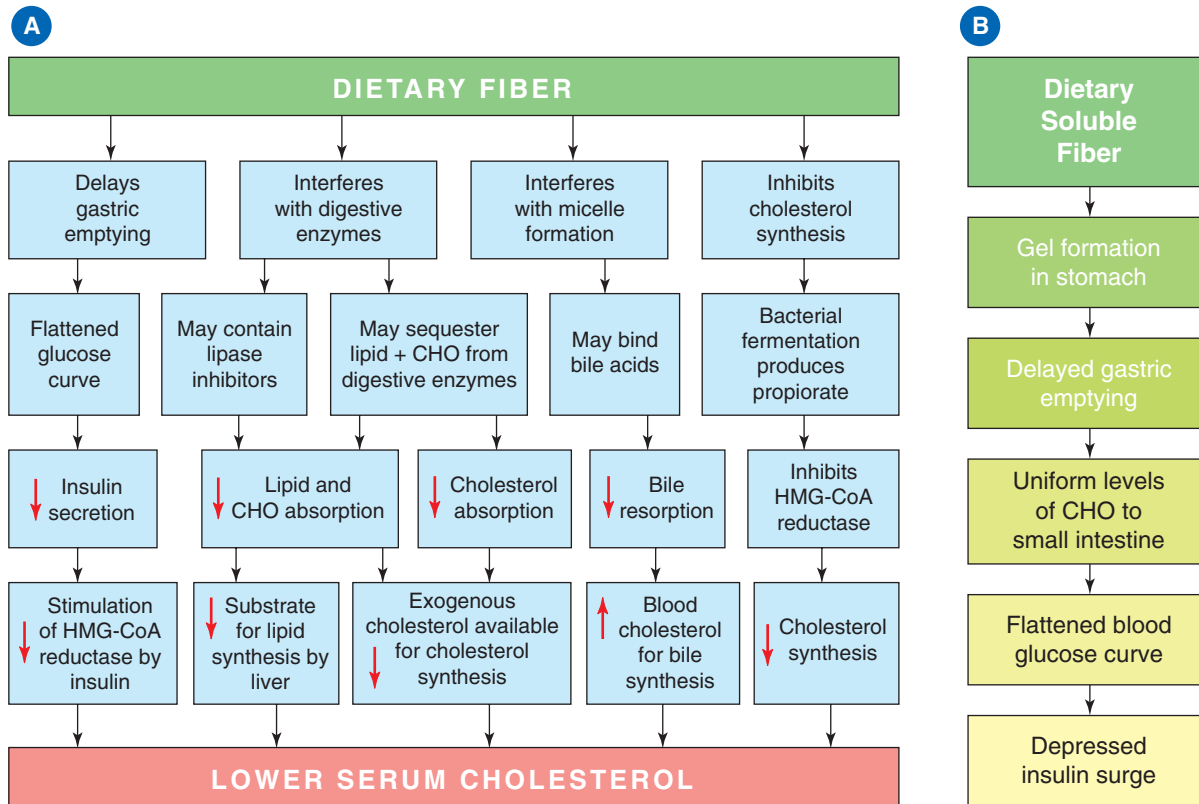 A
DIETARY FIBER
Delays
gastric
emptying
Interferes
with digestive
enzymes
Interferes
with micelle
formation
Inhibits
cholesterol
synthesis
Flattened
glucose
curve
May contain
lipase
inhibitors
May sequester
lipid + CHO from
digestive enzymes
May bind
bile acids
Bacterial
fermentation
produces
propiorate
Insulin
secretion
Lipid and
CHO absorption
Cholesterol
absorption
Bile
resorption
Inhibits
HMG-CoA
reductase
Stimulation
of HMG-CoA
reductase by
insulin
Substrate
for lipid
synthesis by
liver
Exogenous
cholesterol available
for cholesterol
synthesis
Blood
cholesterol
for bile
synthesis
Cholesterol
synthesis
LOWER SERUM CHOLESTEROL
B
Dietary
Soluble
Fiber
Gel formation
in stomach
Delayed gastric
emptying
Uniform levels
of CHO to
small intestine
Flattened blood
glucose curve
Depressed
insulin surge